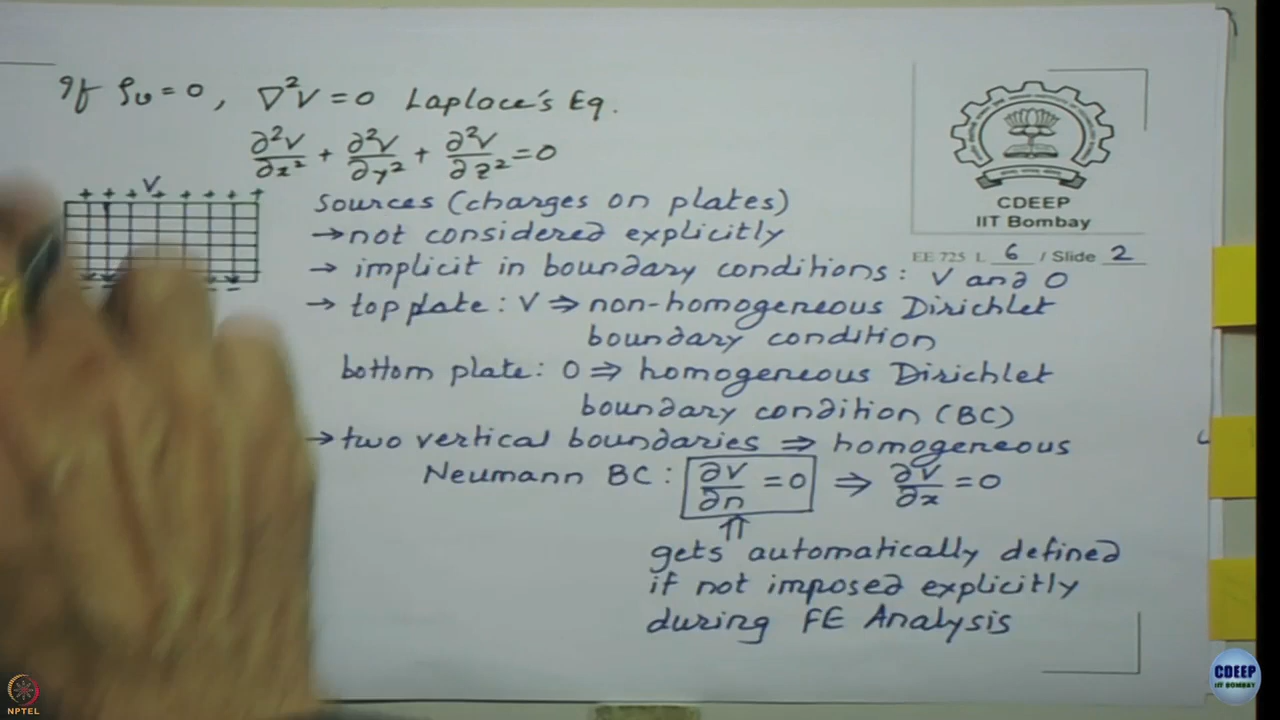 If ρᵥ = 0, ∇²V = 0 Laplace's Eq.
∂²V/∂x² + ∂²V/∂y² + ∂²V/∂z² = 0
+ + + V + + + + +
sources (charges on plates)
→ not considered explicitly
→ implicit in boundary conditions: V and 0
→ top plate: V ⇒ non-homogeneous Dirichlet
boundary condition
bottom plate: 0 ⇒ homogeneous Dirichlet
boundary condition (BC)
→ two vertical boundaries ⇒ homogeneous
Neumann BC: ∂V/∂n = 0 ⇒ ∂V/∂x = 0
⇑
gets automatically defined
if not imposed explicitly
during FE Analysis
CDEEP
IIT Bombay
EE 725 L 6 / Slide 2
NPTEL
CDEEP
IIT BOMBAY